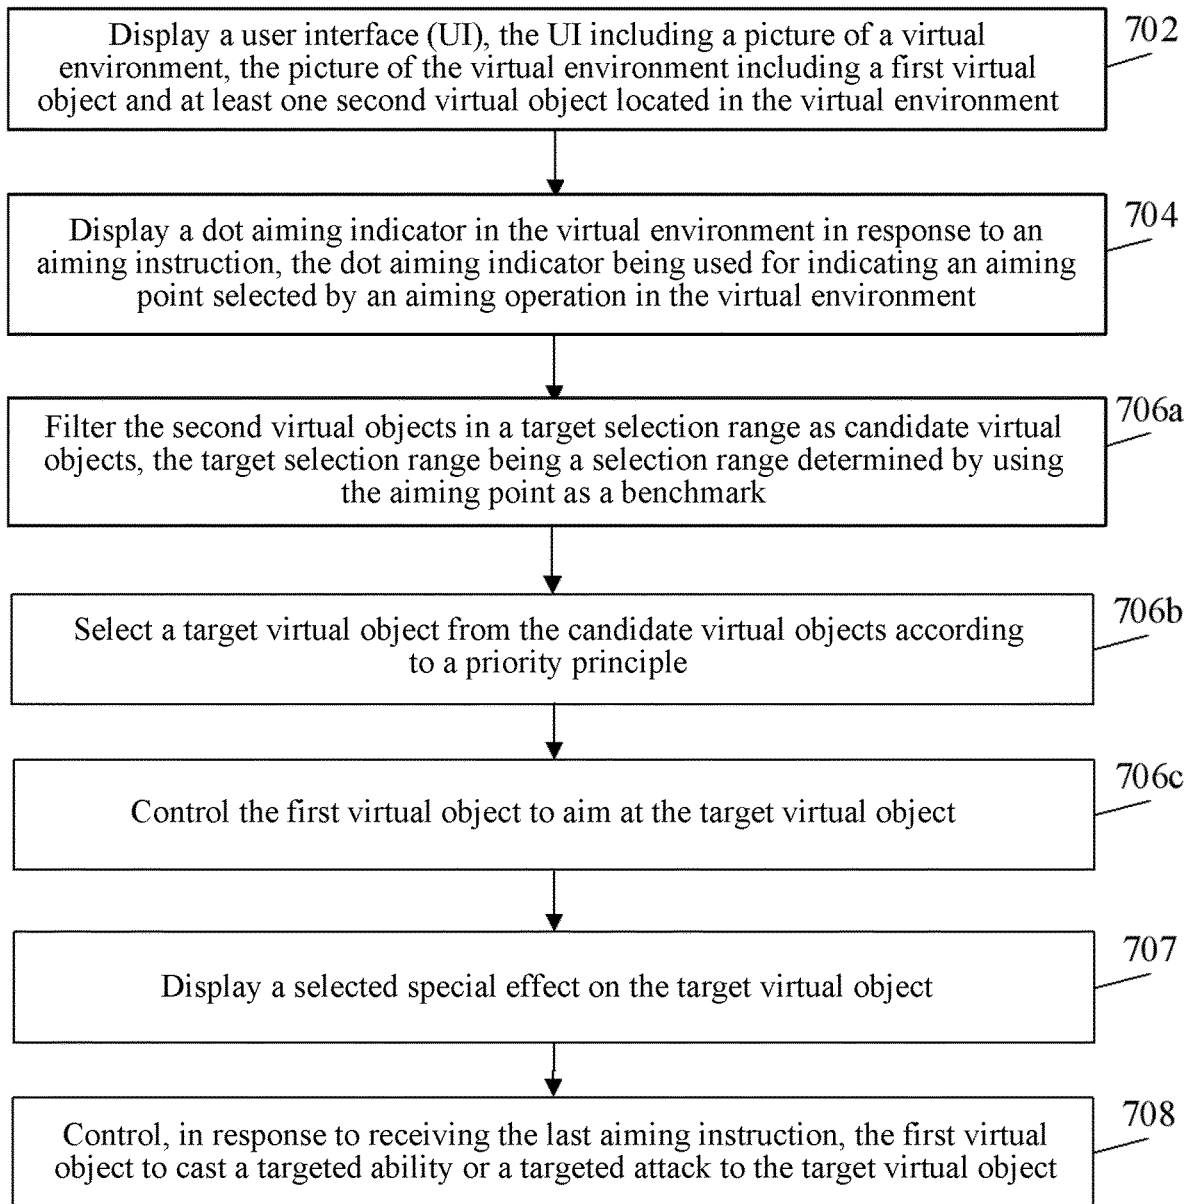 Display a user interface (UI), the UI including a picture of a virtual
environment, the picture of the virtual environment including a first virtual
object and at least one second virtual object located in the virtual environment
702
Display a dot aiming indicator in the virtual environment in response to an
aiming instruction, the dot aiming indicator being used for indicating an aiming
point selected by an aiming operation in the virtual environment
704
Filter the second virtual objects in a target selection range as candidate virtual
objects, the target selection range being a selection range determined by using
the aiming point as a benchmark
706a
Select a target virtual object from the candidate virtual objects according
to a priority principle
706b
Control the first virtual object to aim at the target virtual object
706c
Display a selected special effect on the target virtual object
707
Control, in response to receiving the last aiming instruction, the first virtual
object to cast a targeted ability or a targeted attack to the target virtual object
708